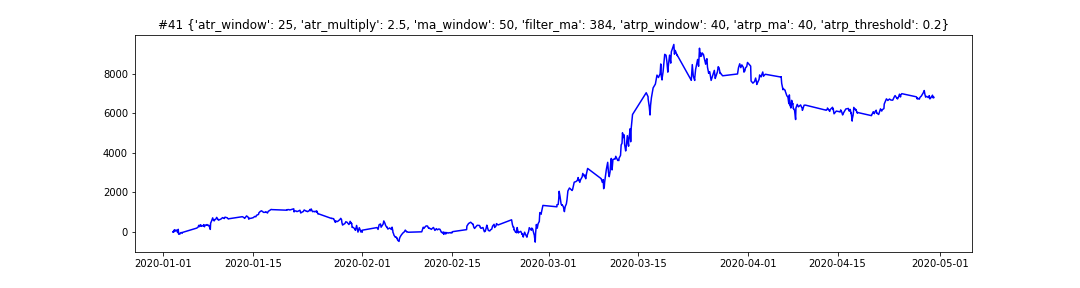 #41 {'atr_window': 25, 'atr_multiply': 2.5, 'ma_window': 50, 'filter_ma': 384, 'atrp_window': 40, 'atrp_ma': 40, 'atrp_threshold': 0.2}
8000
6000
4000
2000
0
2020-01-01 2020-01-15 2020-02-01 2020-02-15 2020-03-01 2020-03-15 2020-04-01 2020-04-15 2020-05-01